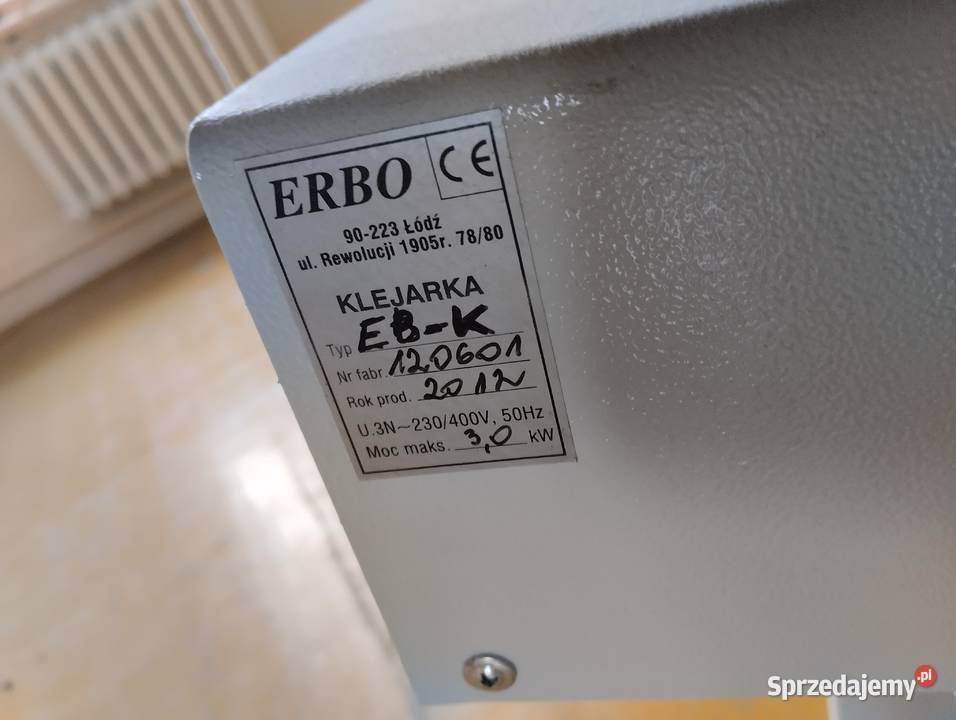 ERBO CE
90-223 Łódź
ul. Rewolucji 1905r. 78/80
KLEJARKA
Typ EB-K
Nr fabr. 120601
Rok prod. 2012
U.3N~230/400V, 50Hz
Moc maks. 3,0 kW
Sprzedajemy.pl